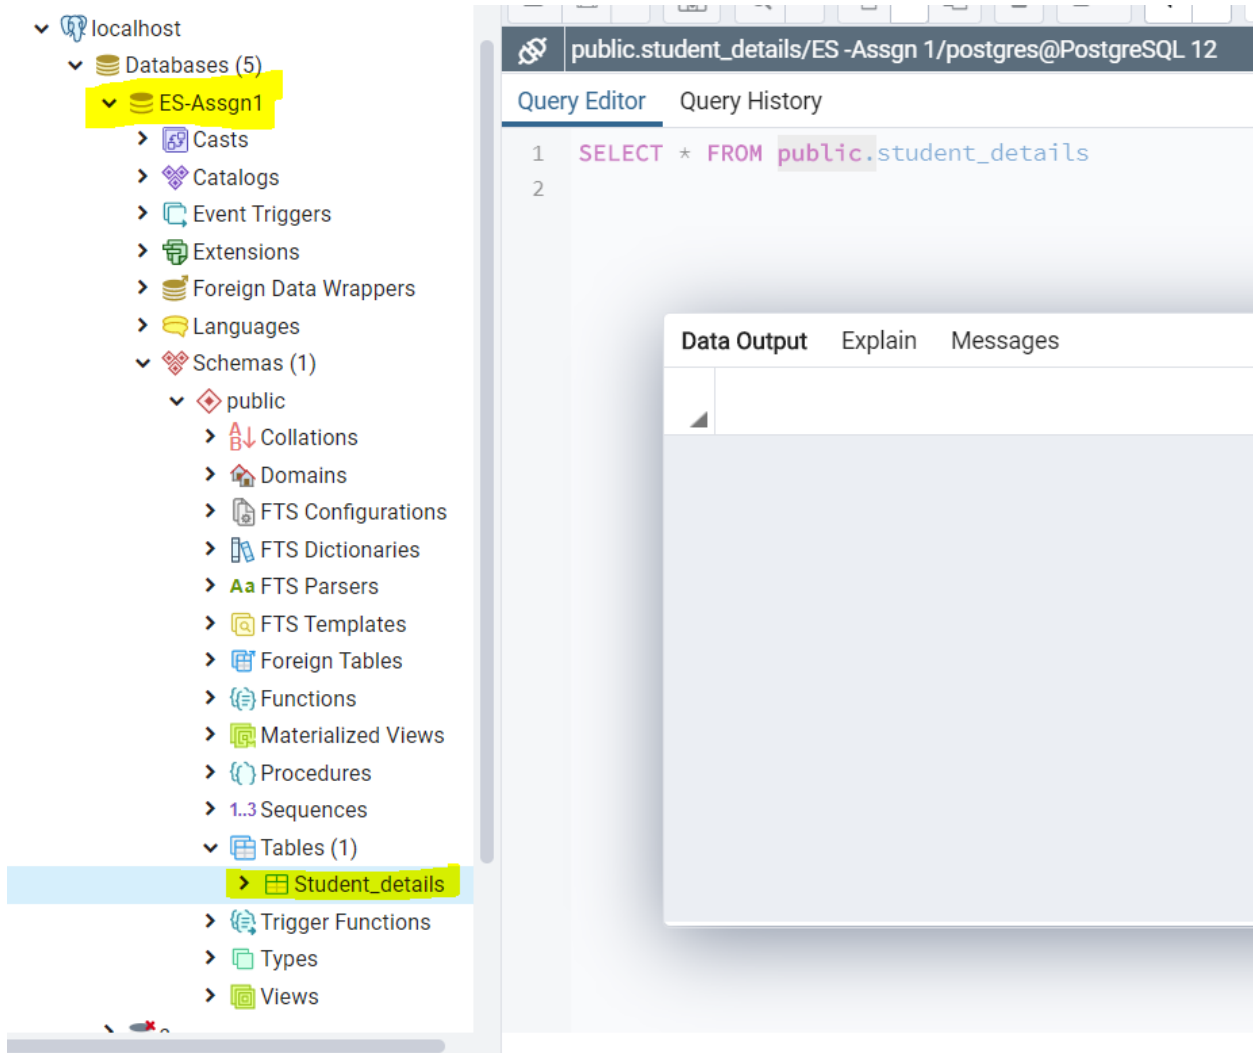 localhost
Databases (5)
ES-Assgn1
Casts
Catalogs
Event Triggers
Extensions
Foreign Data Wrappers
Languages
Schemas (1)
public
A
B
Collations
Domains
FTS Configurations
FTS Dictionaries
Aa FTS Parsers
FTS Templates
Foreign Tables
Functions
Materialized Views
Procedures
1..3 Sequences
Tables (1)
Student_details
Trigger Functions
Types
Views
public.student_details/ES -Assgn 1/postgres@PostgreSQL 12
Query Editor Query History
1 SELECT * FROM public.student_details
2
Data Output Explain Messages